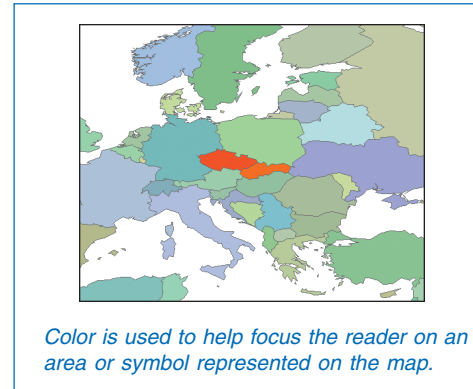 Color is used to help focus the reader on an
area or symbol represented on the map.